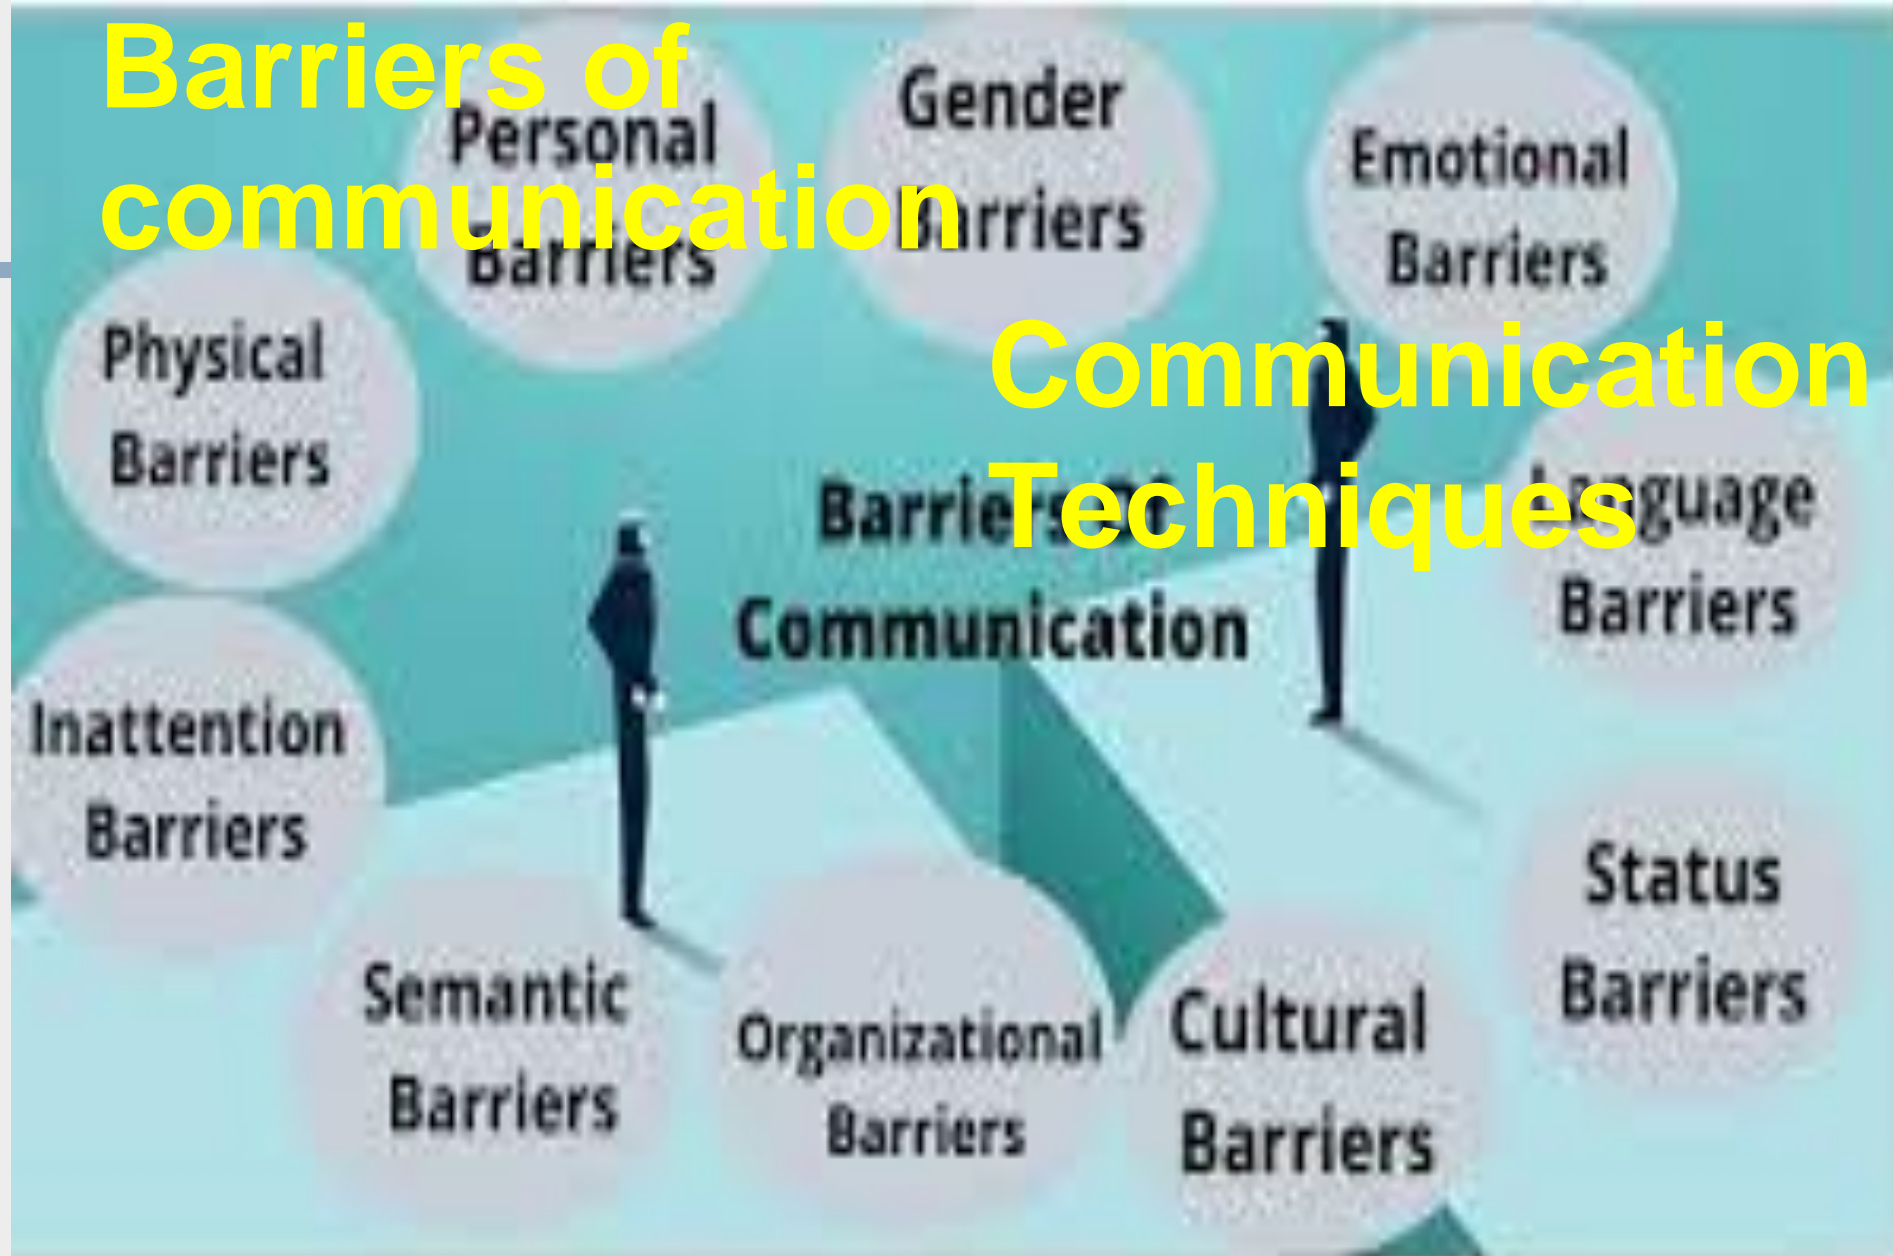 Barriers of
communication
Personal
Barriers
Gender
Barriers
Emotional
Barriers
Physical
Barriers
Communication
Techniques
Barriers Of
Communication
Language
Barriers
Inattention
Barriers
Status
Barriers
Semantic
Barriers
Organizational
Barriers
Cultural
Barriers